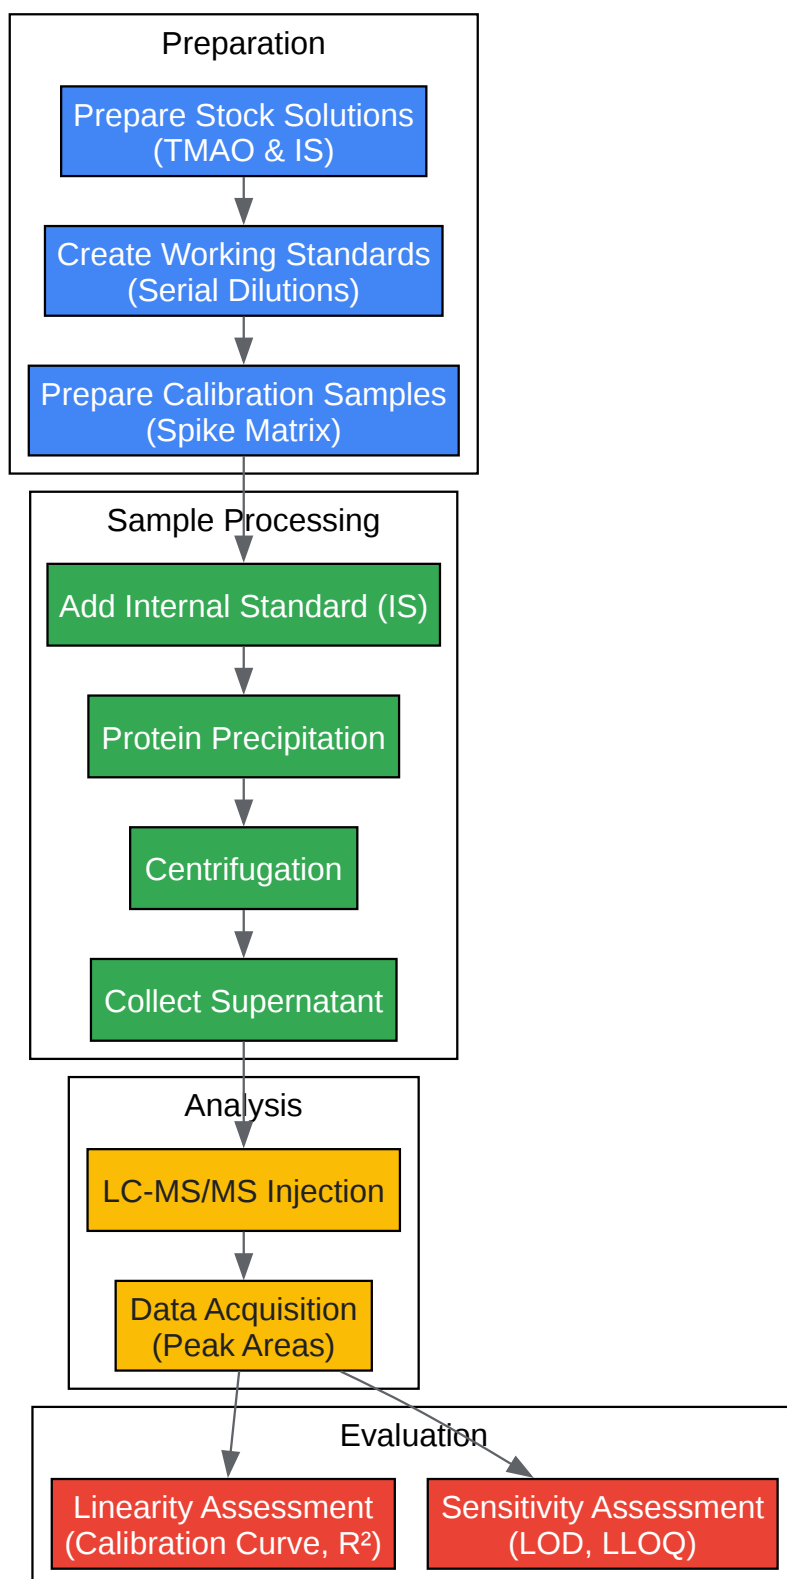 Preparation
Prepare Stock Solutions
(TMAO & IS)
Create Working Standards
(Serial Dilutions)
Prepare Calibration Samples
(Spike Matrix)
Sample Processing
Add Internal Standard (IS)
Protein Precipitation
Centrifugation
Collect Supernatant
Analysis
LC-MS/MS Injection
Data Acquisition
(Peak Areas)
Evaluation
Linearity Assessment
(Calibration Curve, R²)
Sensitivity Assessment
(LOD, LLOQ)